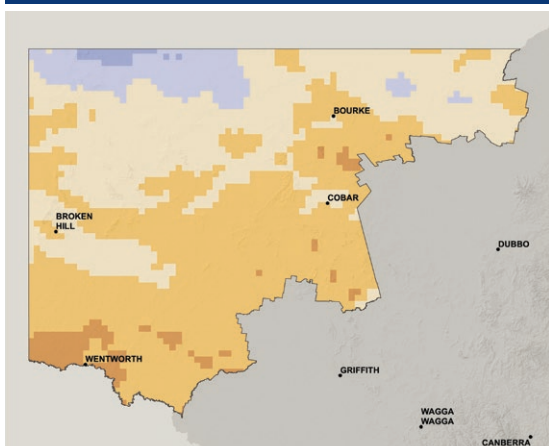 BOURKE
COBAR
BROKEN
HILL
DUBBO
WENTWORTH
GRIFFITH
WAGGA
WAGGA
CANBERRA